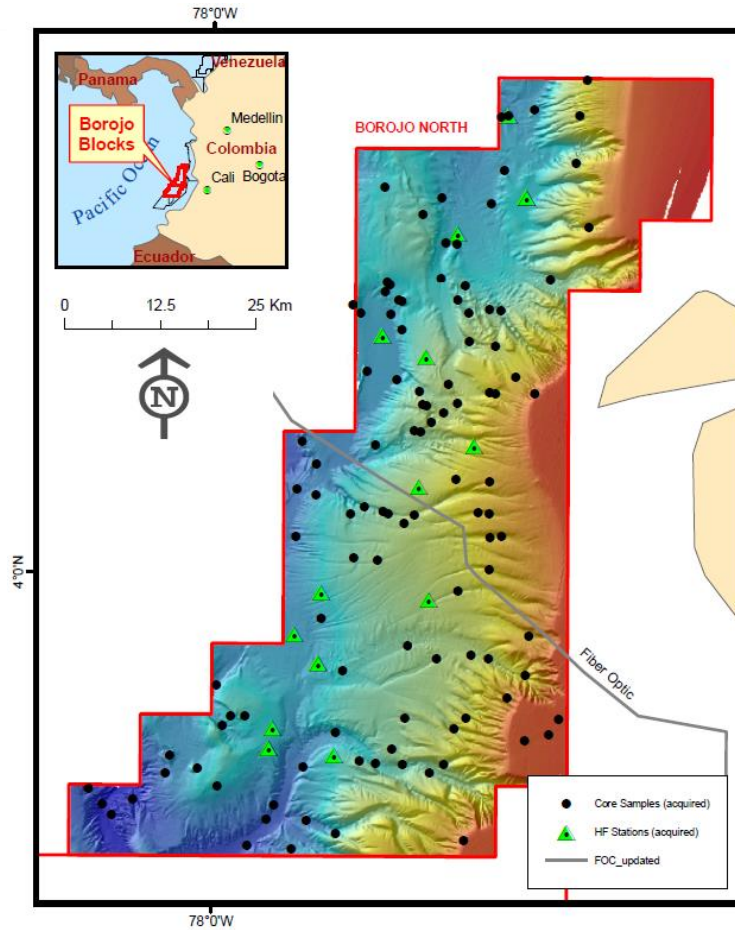 78°0'W
Venezuela
Panama
Borojo
Blocks
Medellin
Colombia
Cali
Bogota
Pacific Ocean
Ecuador
BOROJO NORTH
0 12.5 25 Km
N
4°0'N
Fiber Optic
Core Samples (acquired)
HF Stations (acquired)
FOC_updated
78°0'W